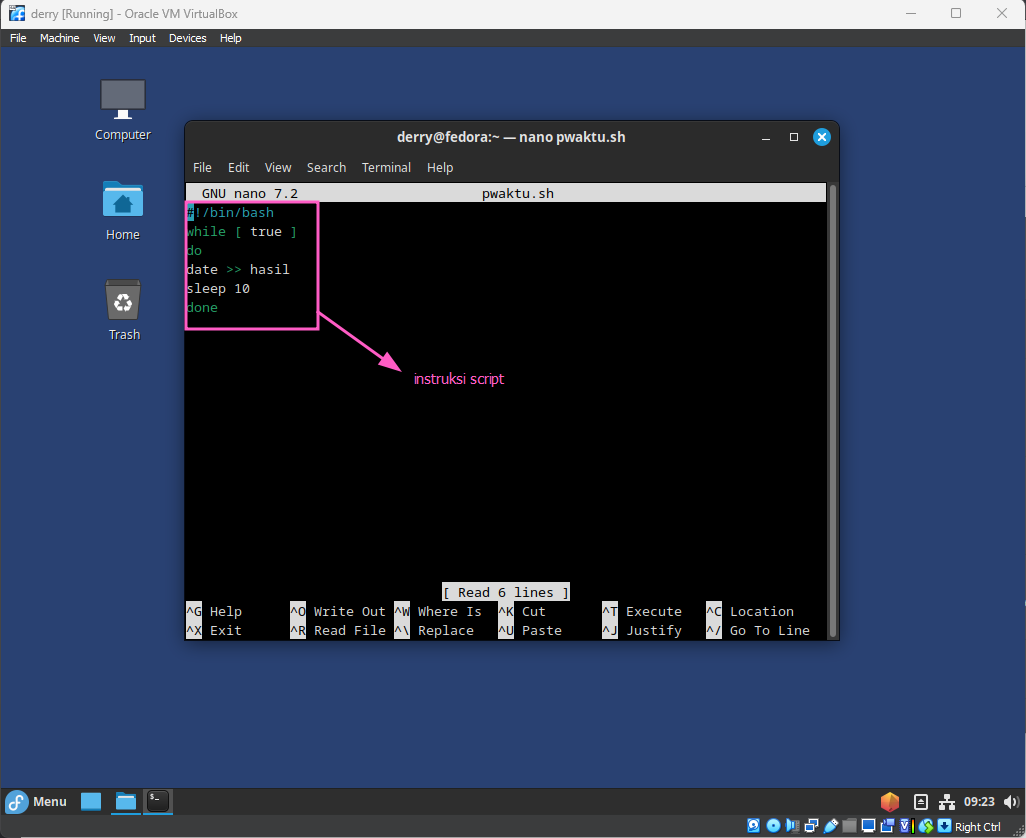 derry [Running] - Oracle VM VirtualBox
File Machine View Input Devices Help
Computer
Home
Trash
derry@fedora:~ — nano pwaktu.sh
File Edit View Search Terminal Help
GNU nano 7.2 pwaktu.sh
#!/bin/bash
while [ true ]
do
date >> hasil
sleep 10
done
instruksi script
[ Read 6 lines ]
^G Help ^O Write Out ^W Where Is ^K Cut ^T Execute ^C Location
^X Exit ^R Read File ^\ Replace ^U Paste ^J Justify ^/ Go To Line
Menu 09:23
Right Ctrl